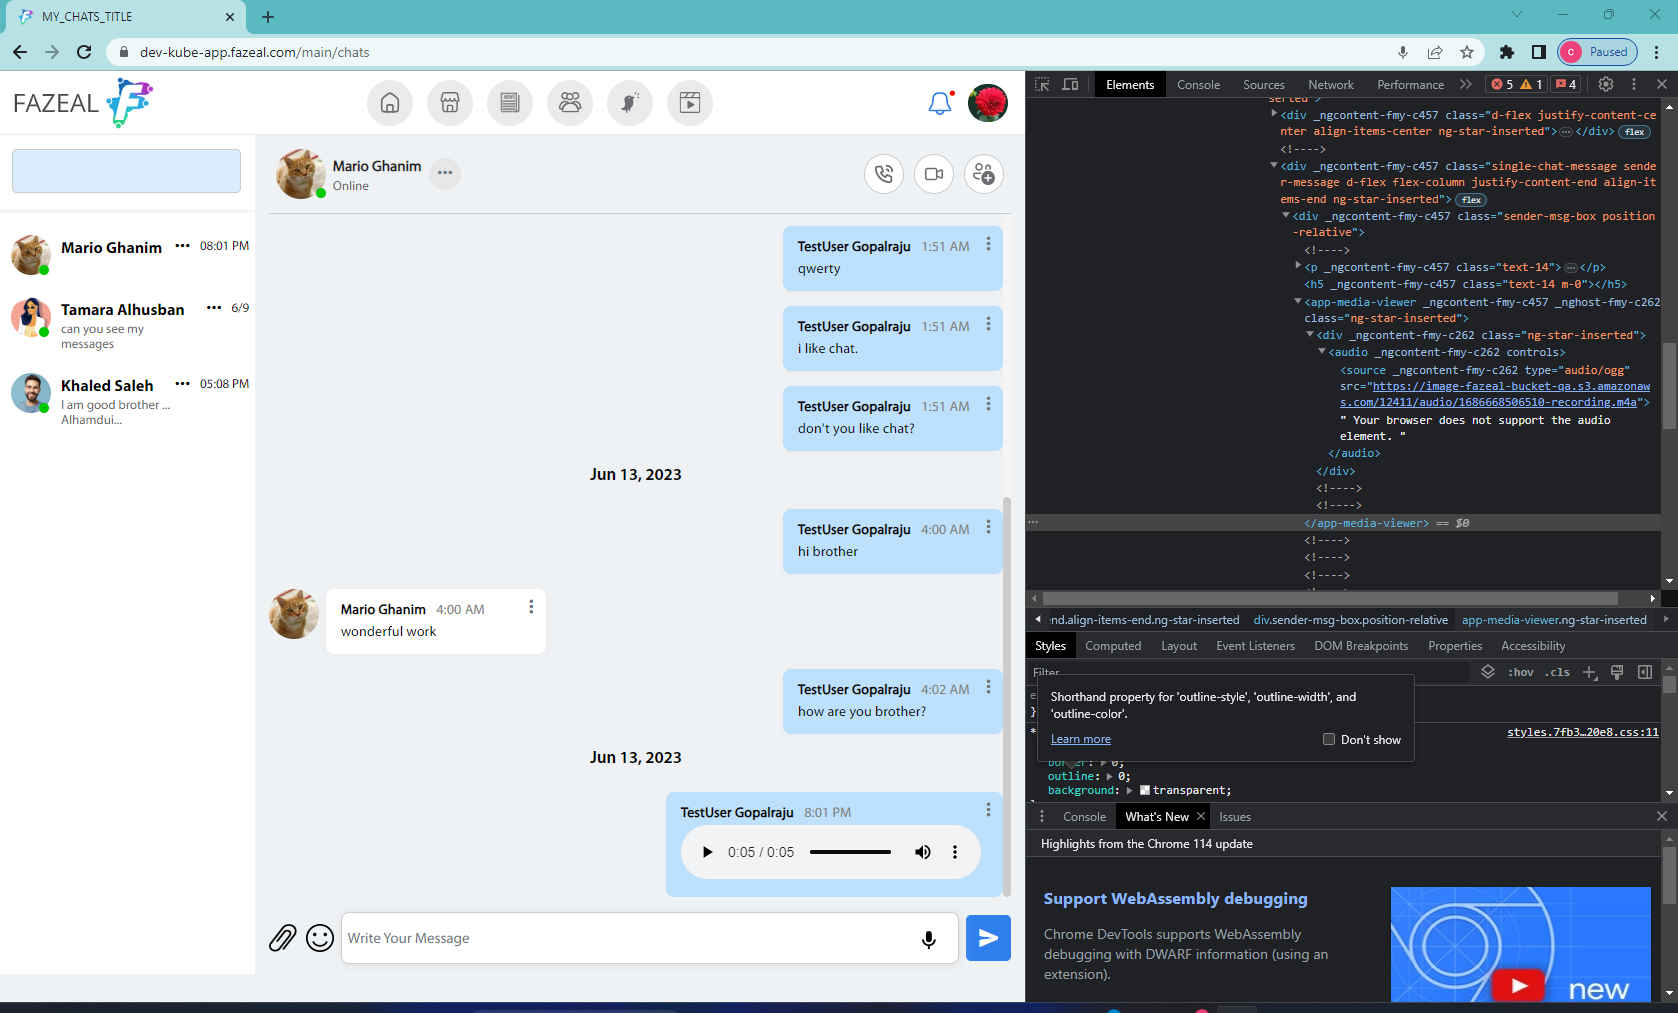 MY_CHATS_TITLE
dev-kube-app.fazeal.com/main/chats
C Paused
FAZEAL
NEWS
Mario Ghanim ••• 08:01 PM
Tamara Alhusban ••• 6/9
can you see my
messages
Khaled Saleh ••• 05:08 PM
I am good brother ...
Alhamdui...
Mario Ghanim •••
Online
TestUser Gopalraju 1:51 AM
qwerty
TestUser Gopalraju 1:51 AM
i like chat.
TestUser Gopalraju 1:51 AM
don't you like chat?
Jun 13, 2023
TestUser Gopalraju 4:00 AM
hi brother
Mario Ghanim 4:00 AM
wonderful work
TestUser Gopalraju 4:02 AM
how are you brother?
Jun 13, 2023
TestUser Gopalraju 8:01 PM
0:05 / 0:05
Write Your Message
Elements Console Sources Network Performance >> 5 1 4
serted">
<div _ngcontent-fmy-c457 class="d-flex justify-content-ce
nter align-items-center ng-star-inserted">…</div> flex
<!---->
<div _ngcontent-fmy-c457 class="single-chat-message sende
r-message d-flex flex-column justify-content-end align-it
ems-end ng-star-inserted"> flex
<div _ngcontent-fmy-c457 class="sender-msg-box position
-relative">
<!---->
<p _ngcontent-fmy-c457 class="text-14">…</p>
<h5 _ngcontent-fmy-c457 class="text-14 m-0"></h5>
<app-media-viewer _ngcontent-fmy-c457 _nghost-fmy-c262
class="ng-star-inserted">
<div _ngcontent-fmy-c262 class="ng-star-inserted">
<audio _ngcontent-fmy-c262 controls>
<source _ngcontent-fmy-c262 type="audio/ogg"
src="https://image-fazeal-bucket-qa.s3.amazonaw
s.com/12411/audio/1686668506510-recording.m4a">
" Your browser does not support the audio
element. "
</audio>
</div>
<!---->
<!---->
</app-media-viewer> == $0
<!---->
<!---->
<!---->
end.align-items-end.ng-star-inserted div.sender-msg-box.position-relative app-media-viewer.ng-star-inserted
Styles Computed Layout Event Listeners DOM Breakpoints Properties Accessibility
Filter :hov .cls
e
}
Shorthand property for 'outline-style', 'outline-width', and
'outline-color'.
Learn more Don't show
* styles.7fb3…20e8.css:11
border: 0;
outline: 0;
background: transparent;
Console What's New Issues
Highlights from the Chrome 114 update
Support WebAssembly debugging
Chrome DevTools supports WebAssembly
debugging with DWARF information (using an
extension).
new